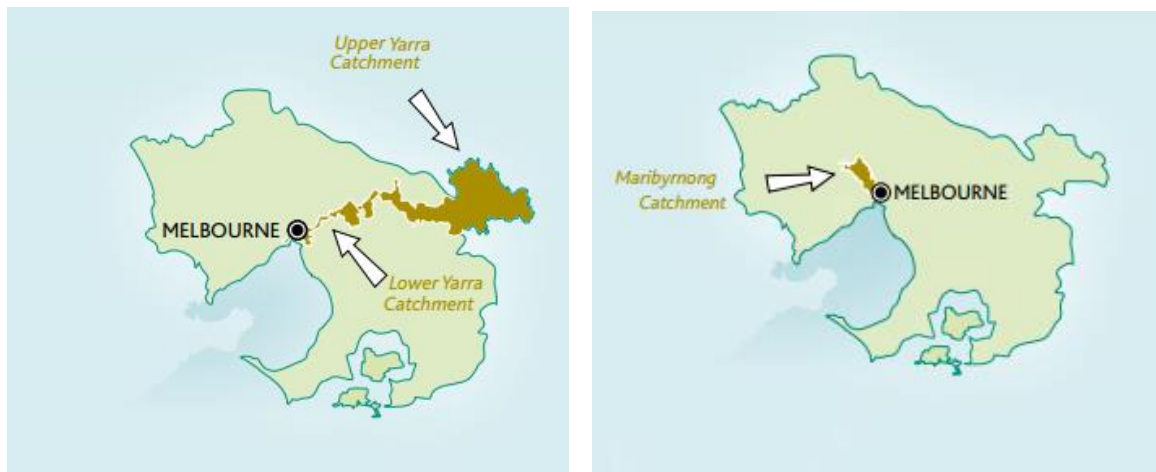 Upper Yarra
Catchment
MELBOURNE
Lower Yarra
Catchment
Maribyrnong
Catchment
MELBOURNE